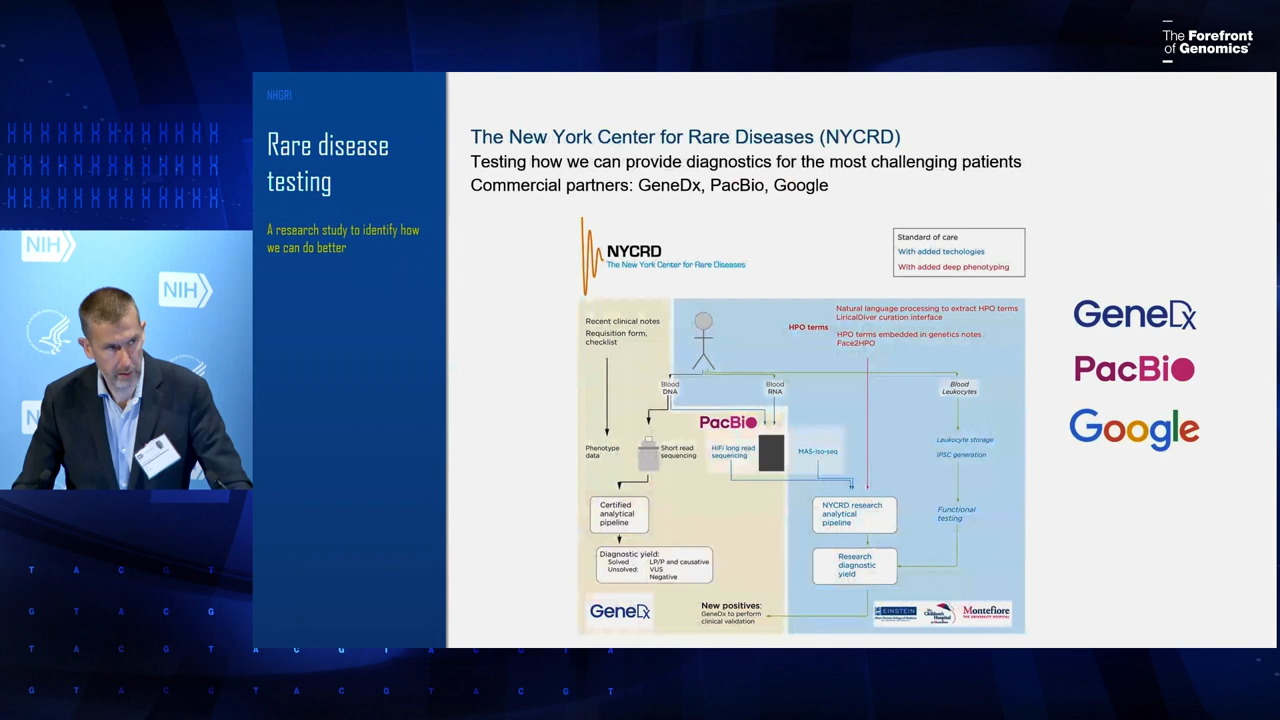 The Forefront
of Genomics®
NHGRI
Rare disease
testing
A research study to identify how
we can do better
The New York Center for Rare Diseases (NYCRD)
Testing how we can provide diagnostics for the most challenging patients
Commercial partners: GeneDx, PacBio, Google
NYCRD
The New York Center for Rare Diseases
Standard of care
With added techologies
With added deep phenotyping
Recent clinical notes
Requisition form,
checklist
HPO terms
Natural language processing to extract HPO terms
LiricalDiver curation interface
HPO terms embedded in genetics notes
Face2HPO
Blood
DNA
Blood
RNA
Blood
Leukocytes
PacBio
Phenotype
data
Short read
sequencing
HiFi long read
sequencing
MAS-Iso-seq
Leukocyte storage
iPSC generation
Certified
analytical
pipeline
NYCRD research
analytical
pipeline
Functional
testing
Diagnostic yield:
Solved LP/P and causative
Unsolved: VUS
Negative
Research
diagnostic
yield
GeneDx
New positives:
GeneDx to perform
clinical validation
EINSTEIN
Montefiore
GeneDx
PacBio
Google
NIH
NIH
N
T A C G T
G T A C G
T A C G T A C G T A C G T A
G T A C G T A C G T A C G T